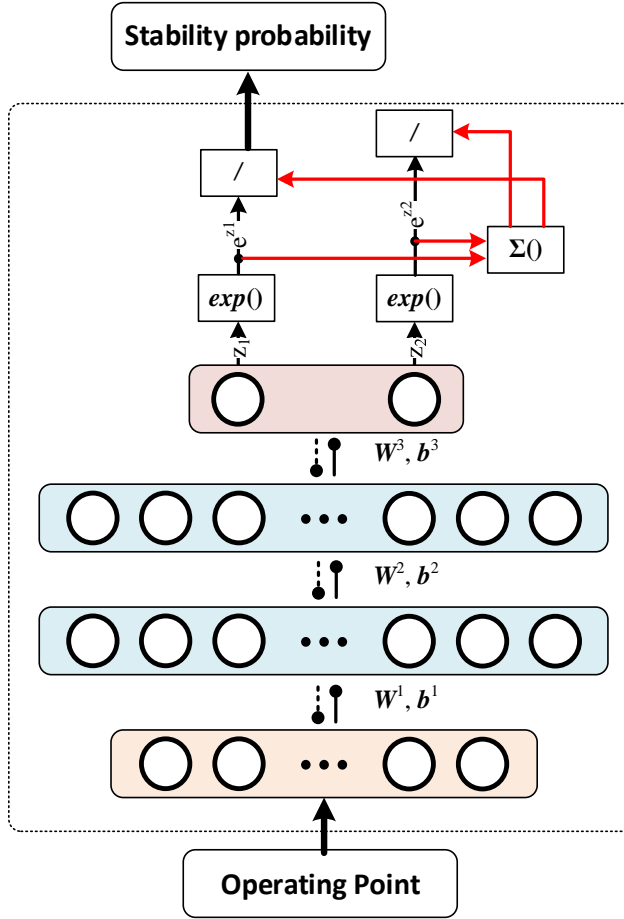 Stability probability
/
/
e^{z1}
e^{z2}
Σ()
exp()
exp()
z₁
z₂
W³, b³
• • •
W², b²
• • •
W¹, b¹
• • •
Operating Point